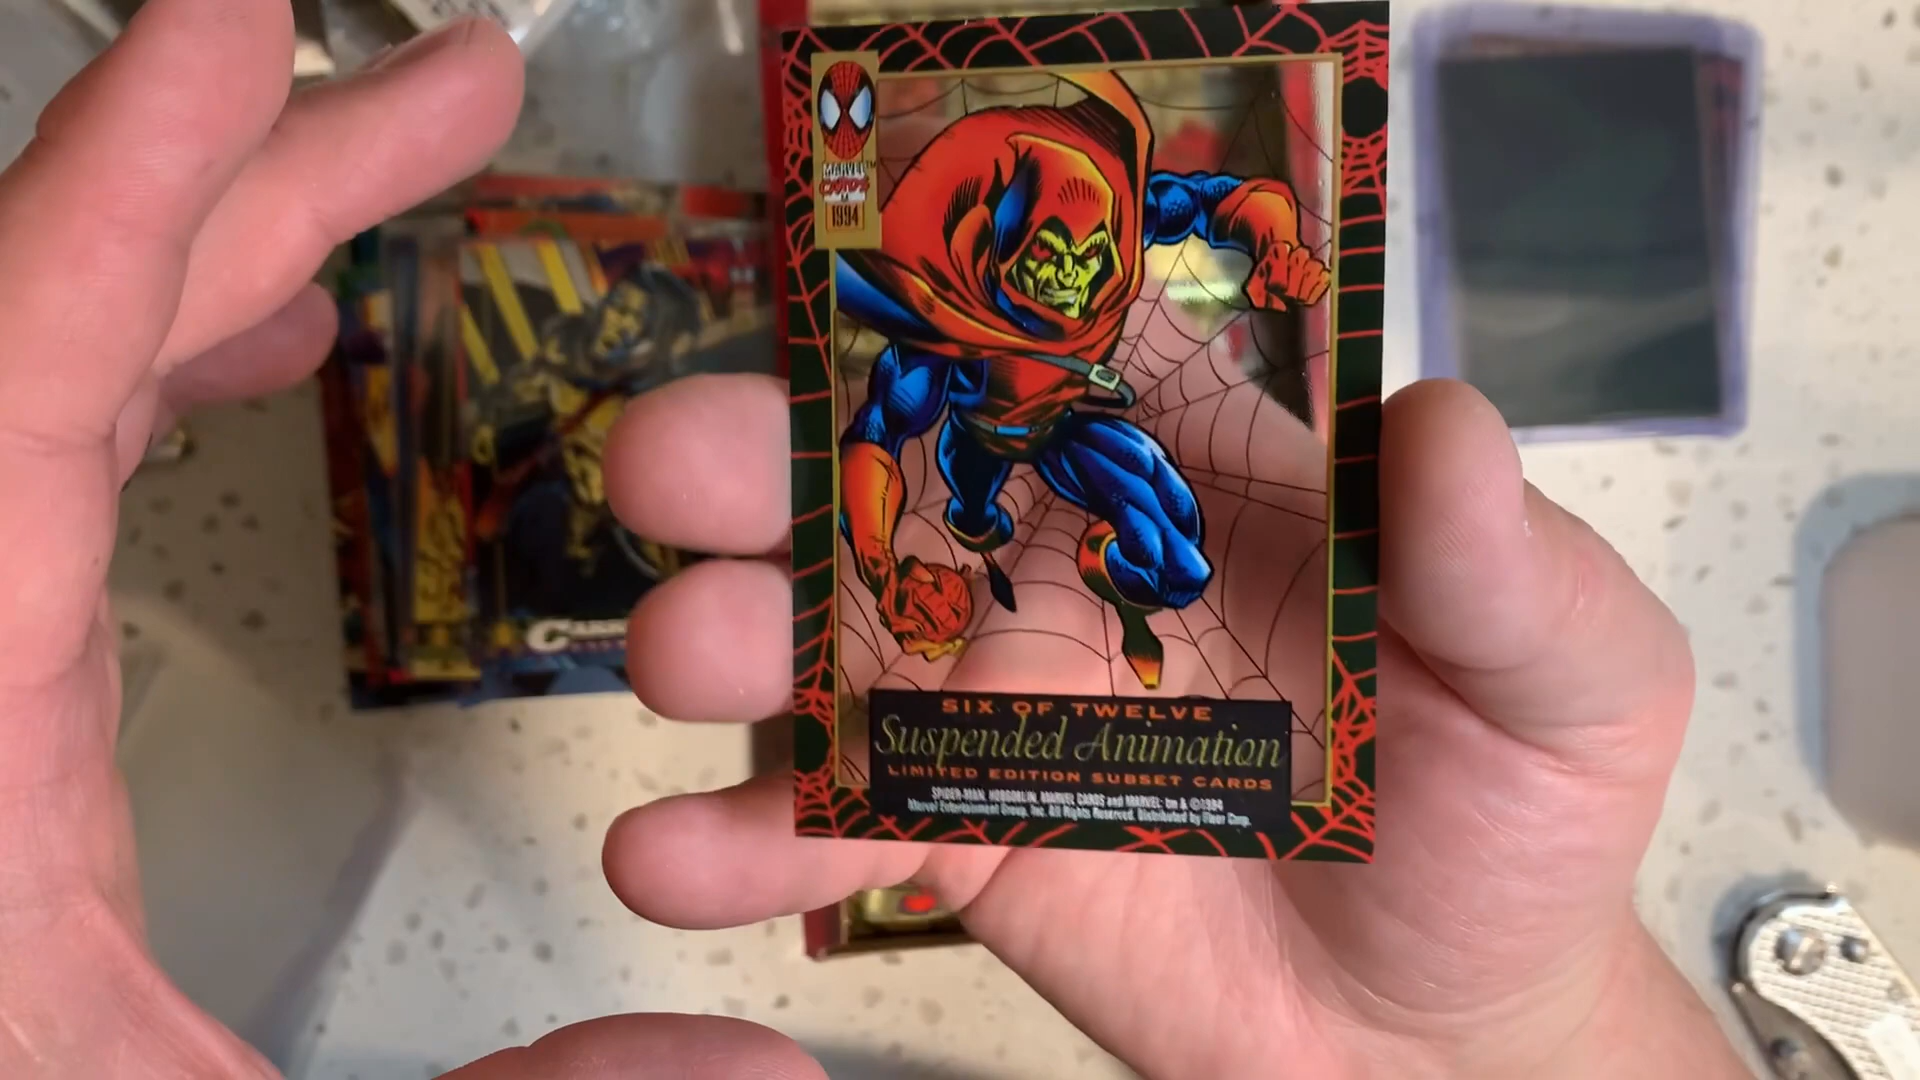 MARVEL™
CARDS
1994
SIX OF TWELVE
Suspended Animation
LIMITED EDITION SUBSET CARDS
SPIDER-MAN, HOBGOBLIN, MARVEL CARDS and MARVEL: tm & ©1994
Marvel Entertainment Group, Inc. All Rights Reserved. Distributed by Fleer Corp.